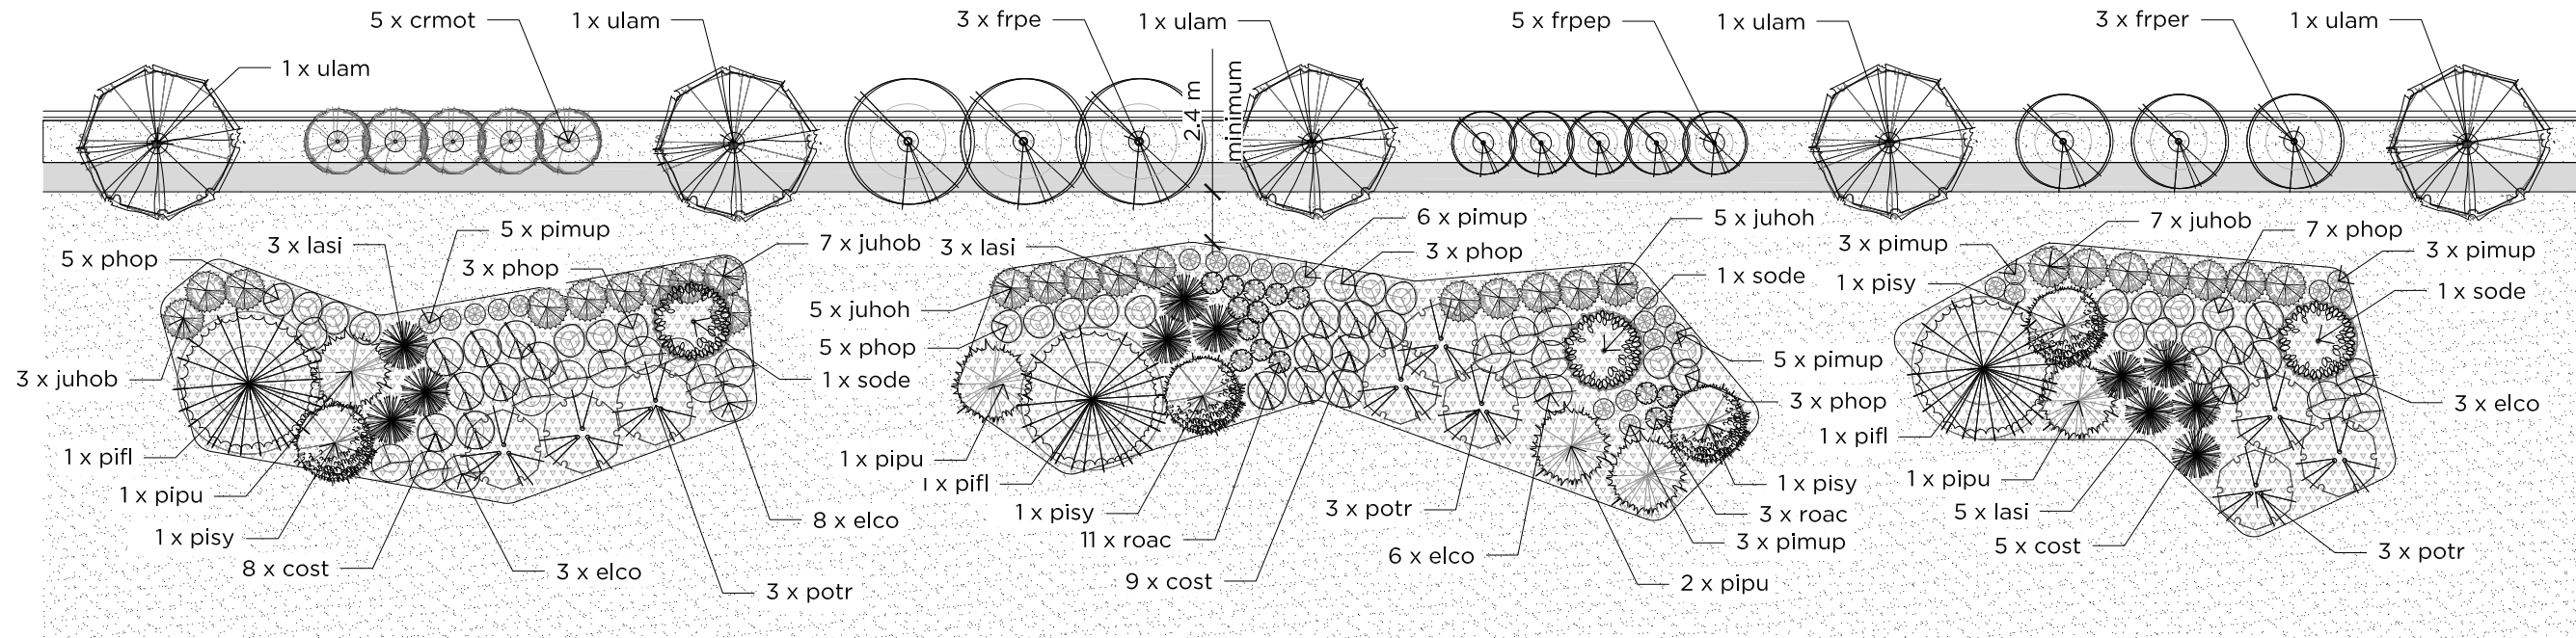 5 x crmot
1 x ulam
3 x frpe
1 x ulam
5 x frpep
1 x ulam
3 x frper
1 x ulam
1 x ulam
2.4 m
minimum
5 x phop
3 x lasi
5 x pimup
3 x phop
7 x juhob
3 x juhob
1 x pifl
1 x pipu
1 x pisy
8 x cost
3 x elco
3 x potr
8 x elco
1 x sode
3 x lasi
6 x pimup
3 x phop
5 x juhoh
1 x sode
5 x juhoh
5 x phop
1 x pipu
1 x pifl
1 x pisy
11 x roac
9 x cost
3 x potr
6 x elco
2 x pipu
3 x pimup
3 x roac
1 x pisy
3 x phop
5 x pimup
3 x pimup
7 x juhob
7 x phop
3 x pimup
1 x pisy
1 x sode
3 x elco
1 x pifl
1 x pipu
5 x lasi
5 x cost
3 x potr